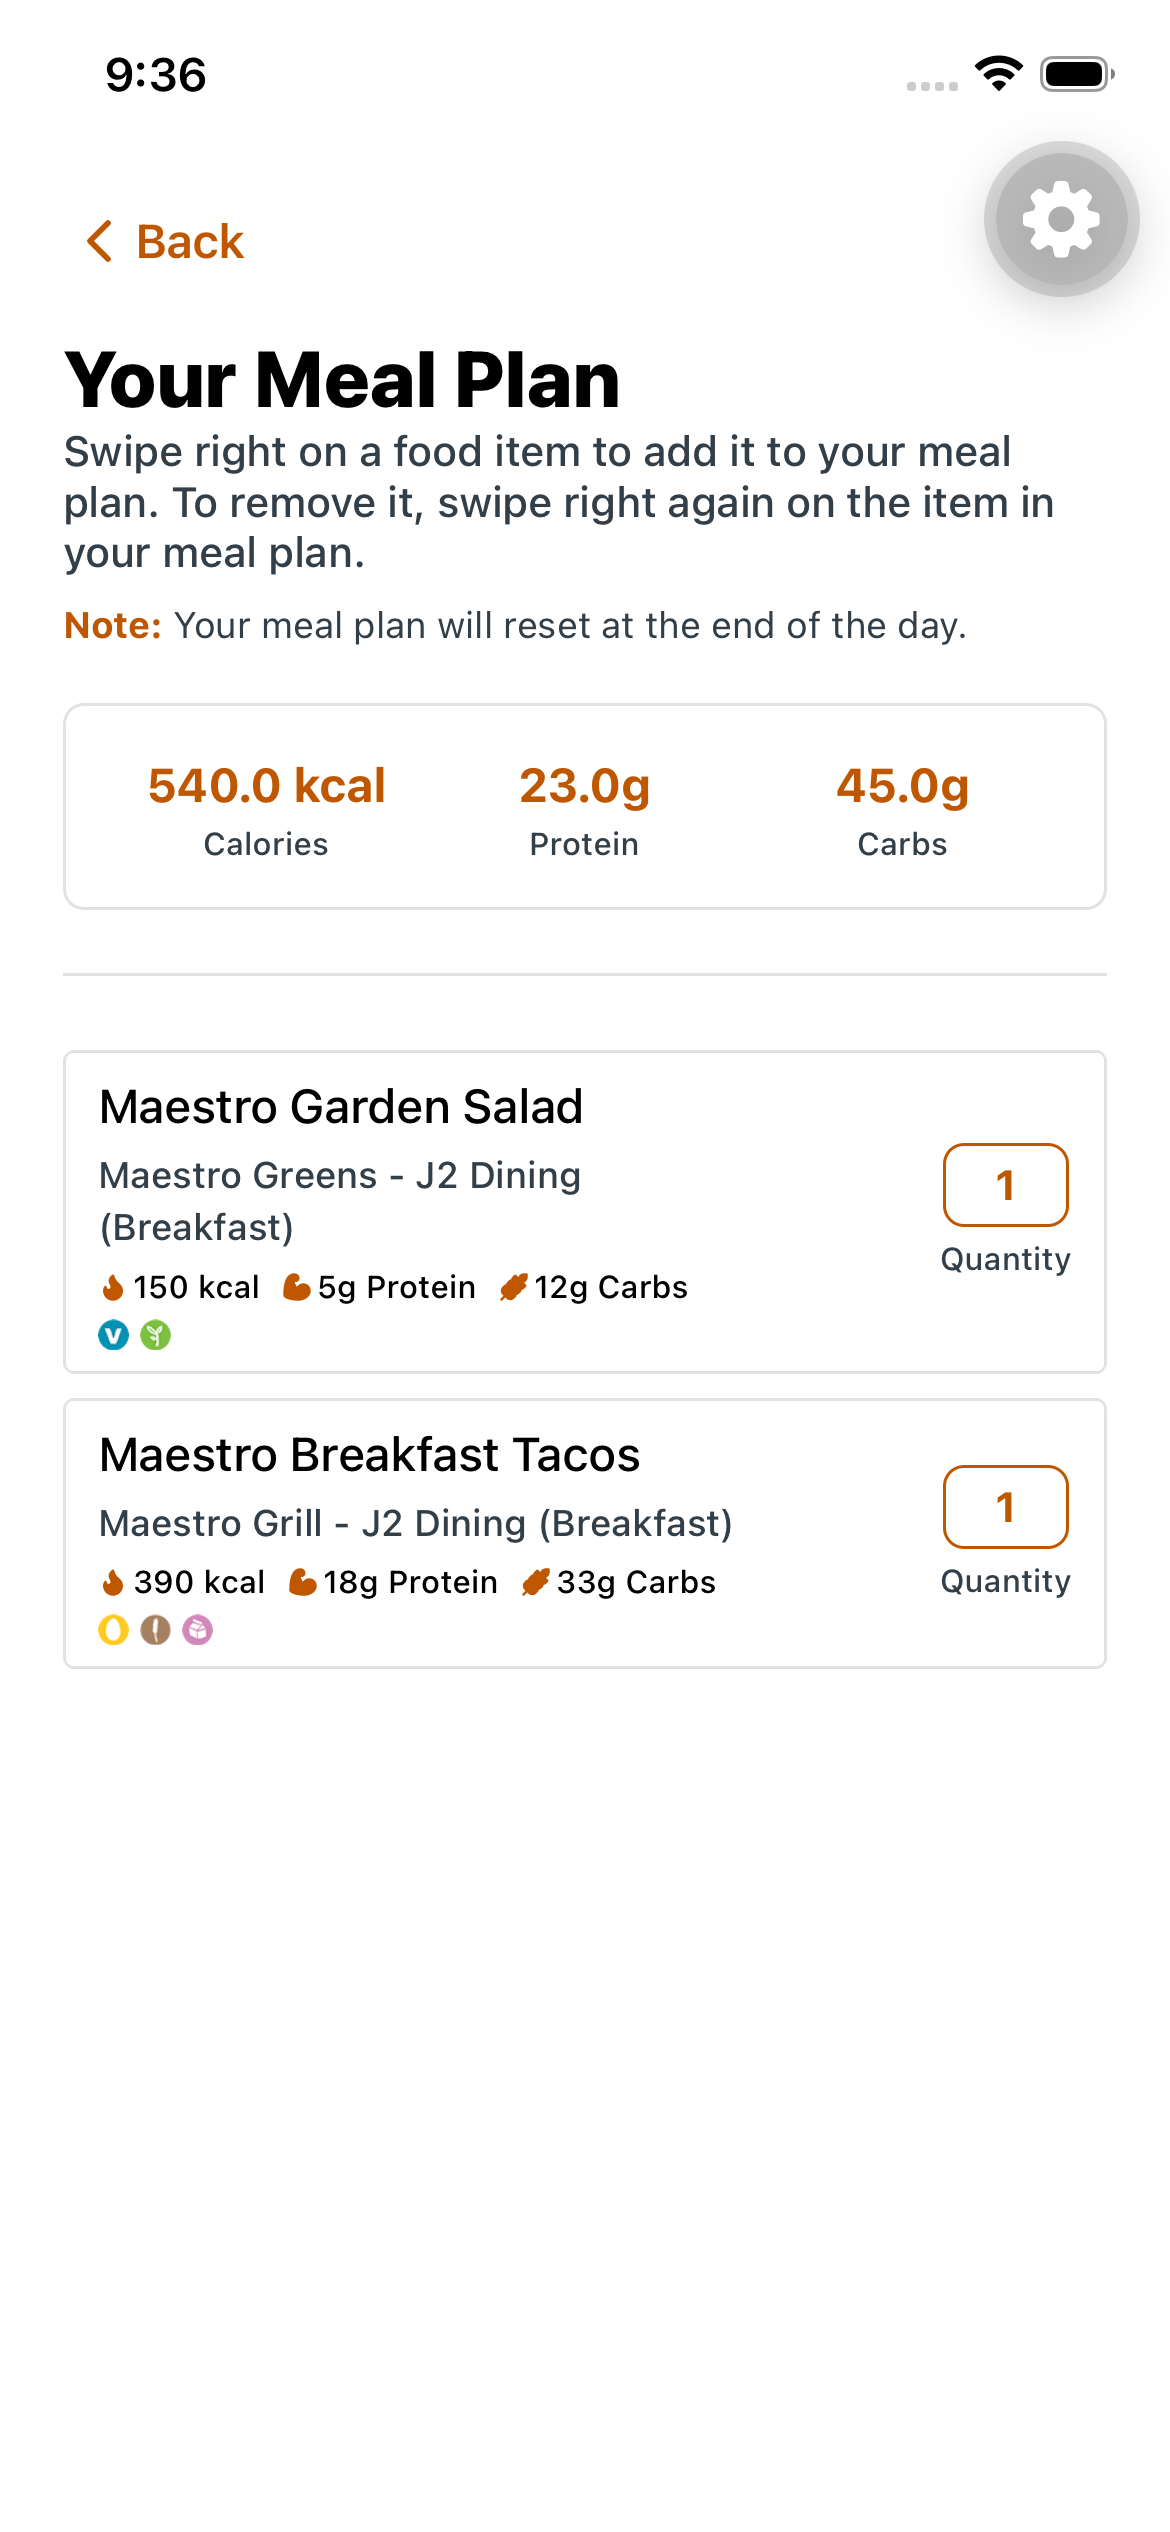 9:36
Back
Your Meal Plan
Swipe right on a food item to add it to your meal
plan. To remove it, swipe right again on the item in
your meal plan.
Note: Your meal plan will reset at the end of the day.
540.0 kcal 23.0g 45.0g
Calories Protein Carbs
Maestro Garden Salad
Maestro Greens - J2 Dining
(Breakfast)
1
Quantity
150 kcal 5g Protein 12g Carbs
V
Maestro Breakfast Tacos
Maestro Grill - J2 Dining (Breakfast)
1
Quantity
390 kcal 18g Protein 33g Carbs